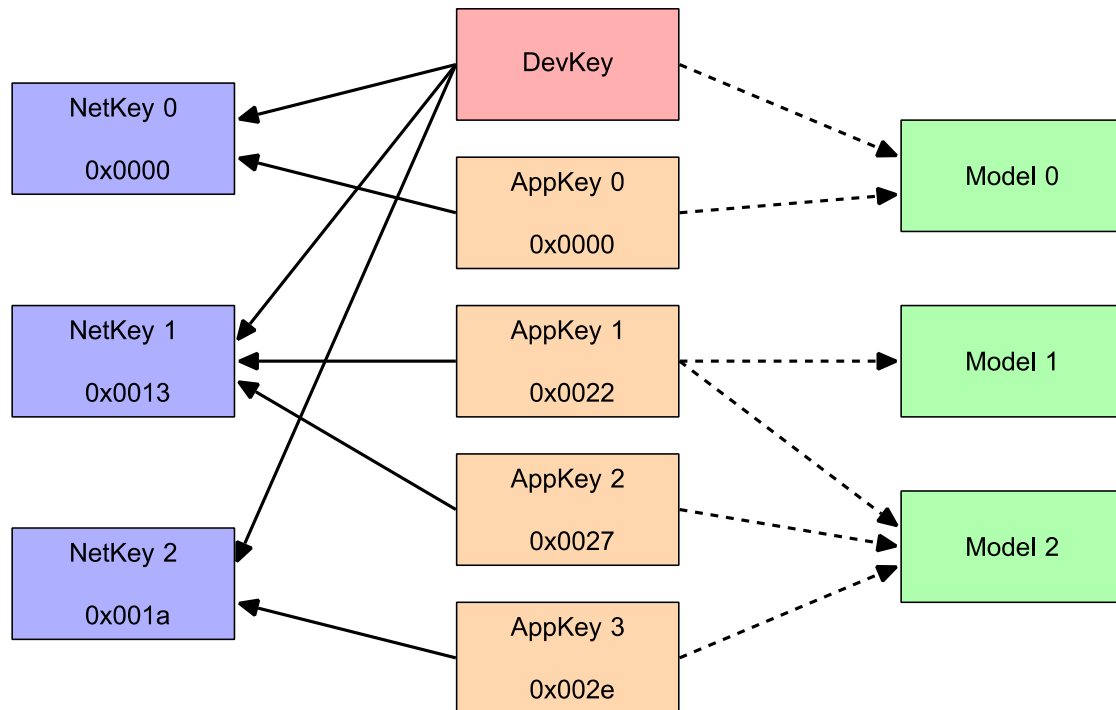 NetKey 0
0x0000
NetKey 1
0x0013
NetKey 2
0x001a
DevKey
AppKey 0
0x0000
AppKey 1
0x0022
AppKey 2
0x0027
AppKey 3
0x002e
Model 0
Model 1
Model 2